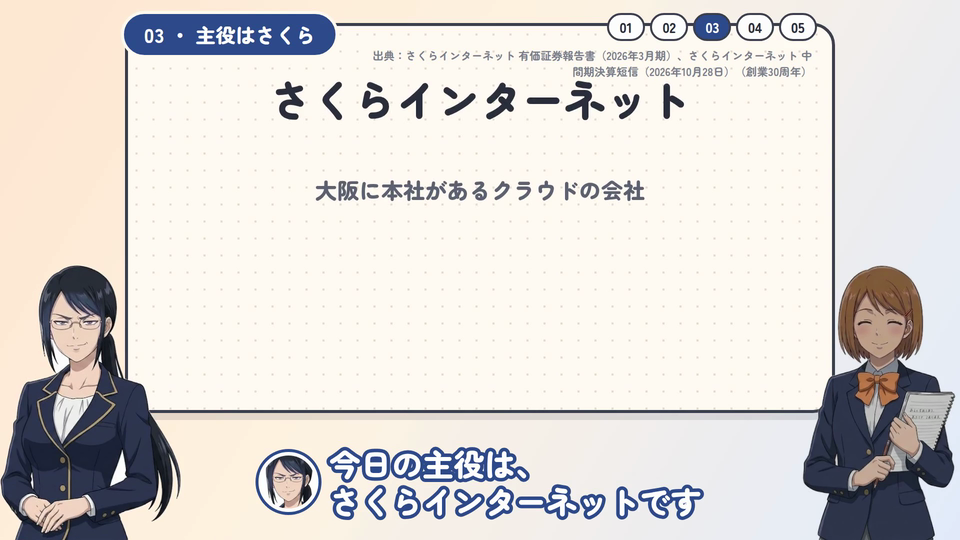 03 ・ 主役はさくら
01 02 03 04 05
出典：さくらインターネット 有価証券報告書（2026年3月期）、さくらインターネット 中
間期決算短信（2026年10月28日）（創業30周年）
さくらインターネット
大阪に本社があるクラウドの会社
今日の主役は、
さくらインターネットです